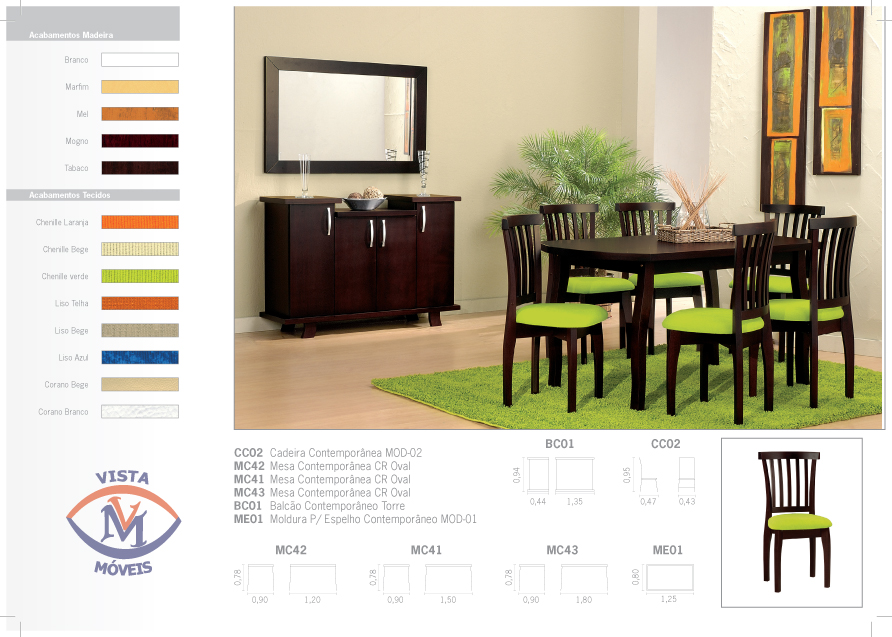 Acabamentos Madeira
Branco
Marfim
Mel
Mogno
Tabaco
Acabamentos Tecidos
Chenille Laranja
Chenille Bege
Chenille verde
Liso Telha
Liso Bege
Liso Azul
Corano Bege
Corano Branco
VISTA
VM
MÓVEIS
CC02 Cadeira Contemporânea MOD-02
MC42 Mesa Contemporânea CR Oval
MC41 Mesa Contemporânea CR Oval
MC43 Mesa Contemporânea CR Oval
BC01 Balcão Contemporâneo Torre
ME01 Moldura P/ Espelho Contemporâneo MOD-01
BC01
0,94
0,44 1,35
CC02
0,95
0,47 0,43
MC42
0,78
0,90 1,20
MC41
0,78
0,90 1,50
MC43
0,78
0,90 1,80
ME01
0,80
1,25